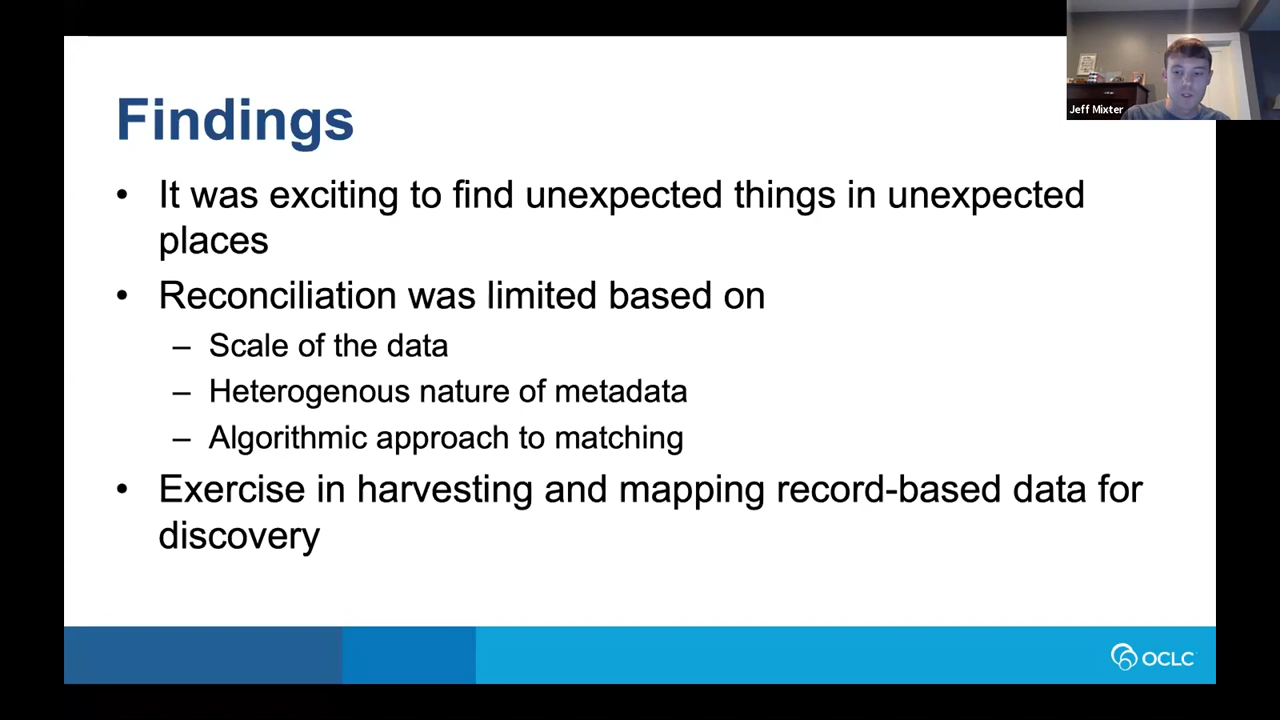 Jeff Mixter
Findings
• It was exciting to find unexpected things in unexpected
places
• Reconciliation was limited based on
– Scale of the data
– Heterogenous nature of metadata
– Algorithmic approach to matching
• Exercise in harvesting and mapping record-based data for
discovery
OCLC